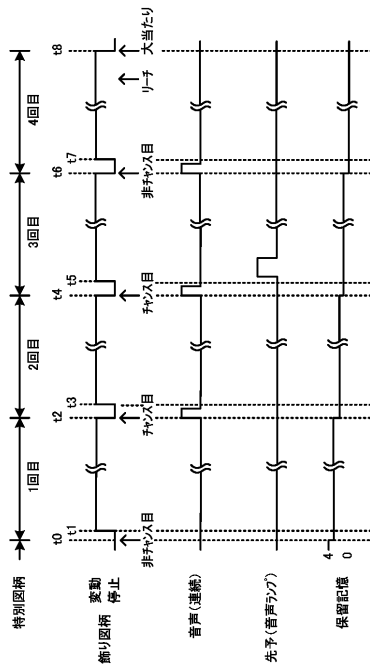 特別図柄
1回目
2回目
3回目
4回目
t0
t1
t2
t3
t4
t5
t6
t7
t8
飾り図柄
変動
停止
非チャンス目
チャンス目
チャンス目
非チャンス目
リーチ
大当たり
音声(連続)
先予(音声ランプ)
保留記憶
4
0